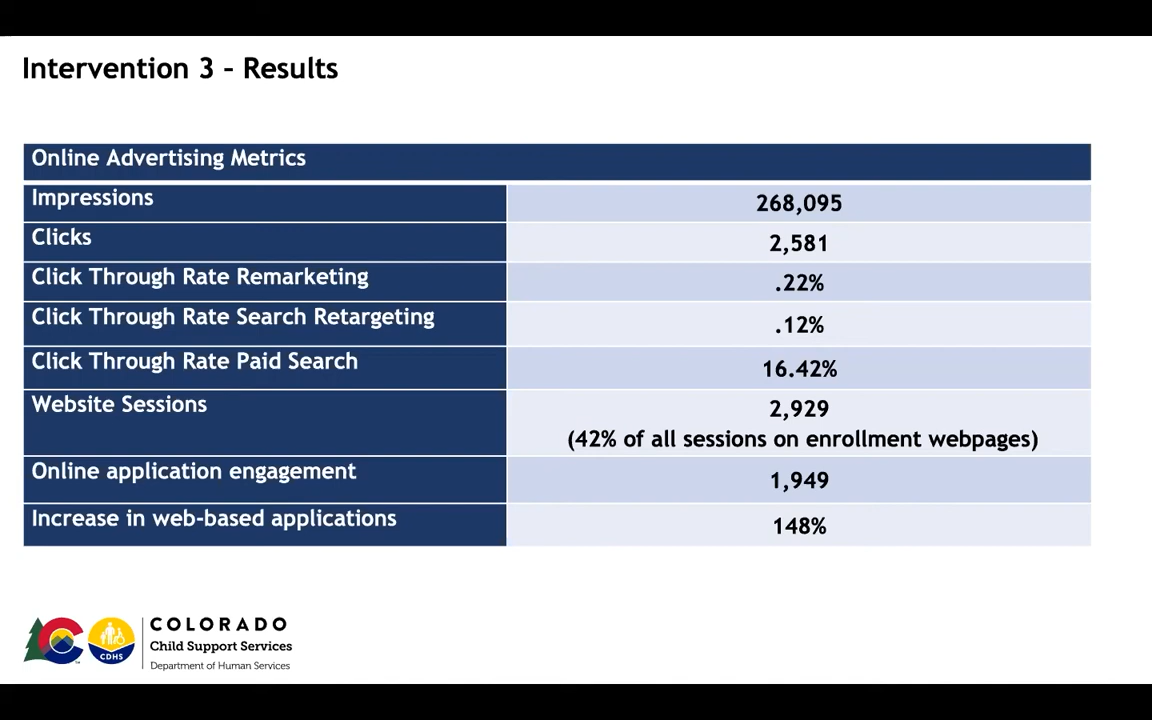 Intervention 3 – Results
Online Advertising Metrics
Impressions 268,095
Clicks 2,581
Click Through Rate Remarketing .22%
Click Through Rate Search Retargeting .12%
Click Through Rate Paid Search 16.42%
Website Sessions 2,929
(42% of all sessions on enrollment webpages)
Online application engagement 1,949
Increase in web-based applications 148%
COLORADO
Child Support Services
CDHS
Department of Human Services